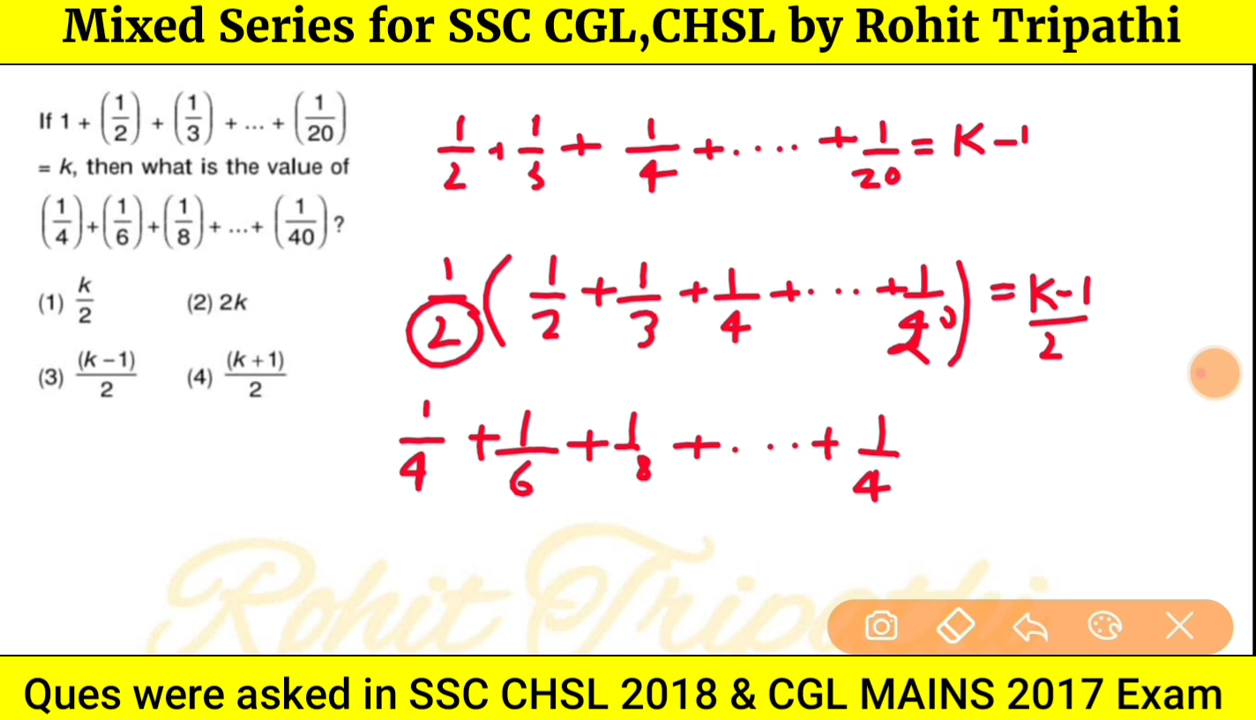 Mixed Series for SSC CGL,CHSL by Rohit Tripathi
If 1 + (1/2) + (1/3) + ... + (1/20)
= k, then what is the value of
(1/4)+(1/6)+(1/8)+ ...+ (1/40) ?
(1) k/2 (2) 2k
(3) (k – 1)/2 (4) (k + 1)/2
1/2 + 1/3 + 1/4 + .... + 1/20 = K-1
1/2 ( 1/2 + 1/3 + 1/4 + ... + 1/20 ) = K-1/2
1/4 + 1/6 + 1/8 + ... + 1/4
Rohit Tripathi
Ques were asked in SSC CHSL 2018 & CGL MAINS 2017 Exam